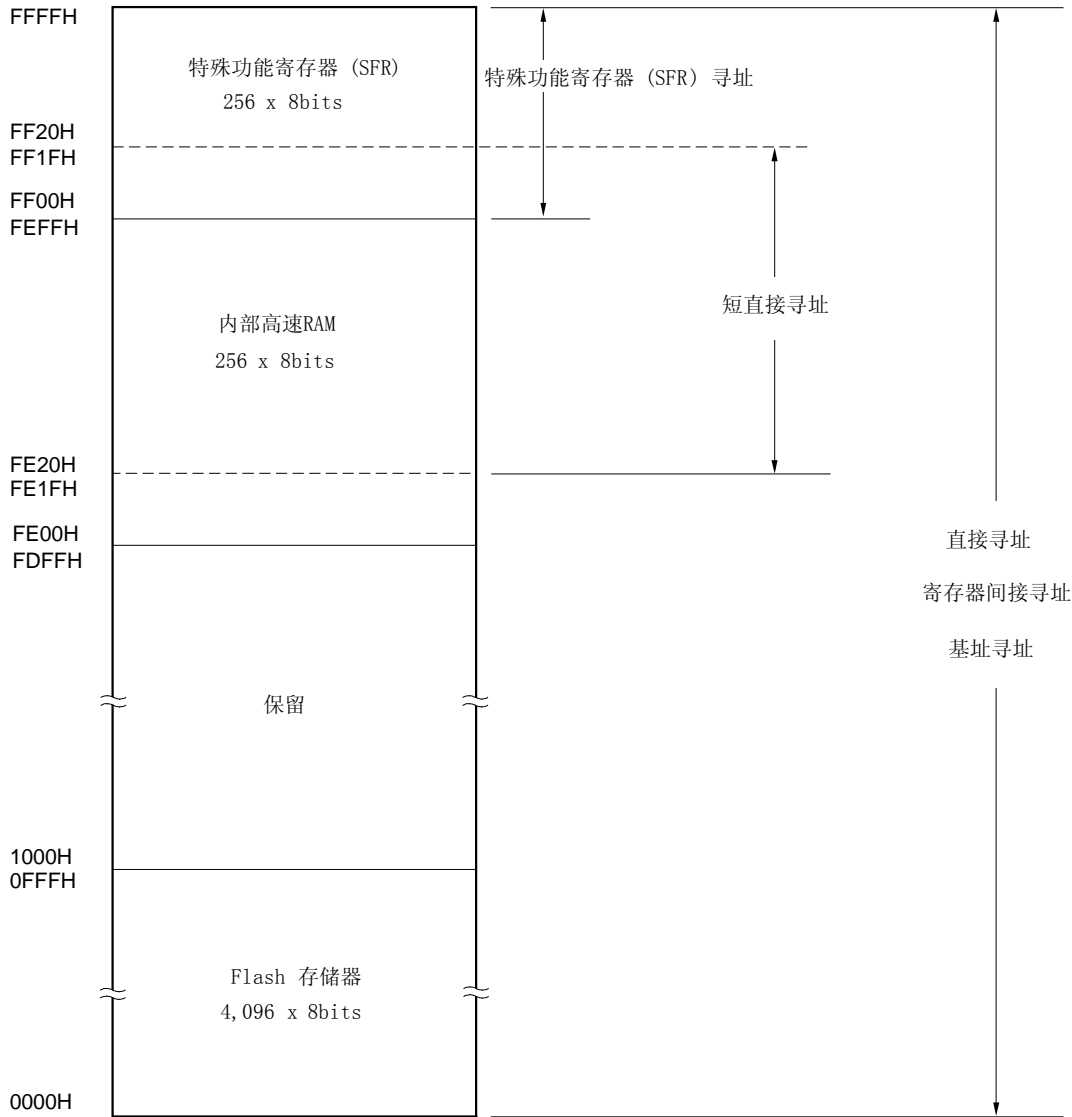 FFFFH
特殊功能寄存器 (SFR)
256 x 8bits
特殊功能寄存器 (SFR) 寻址
FF20H
FF1FH
FF00H
FEFFH
内部高速RAM
256 x 8bits
短直接寻址
FE20H
FE1FH
FE00H
FDFFH
直接寻址
寄存器间接寻址
基址寻址
保留
1000H
0FFFH
Flash 存储器
4,096 x 8bits
0000H